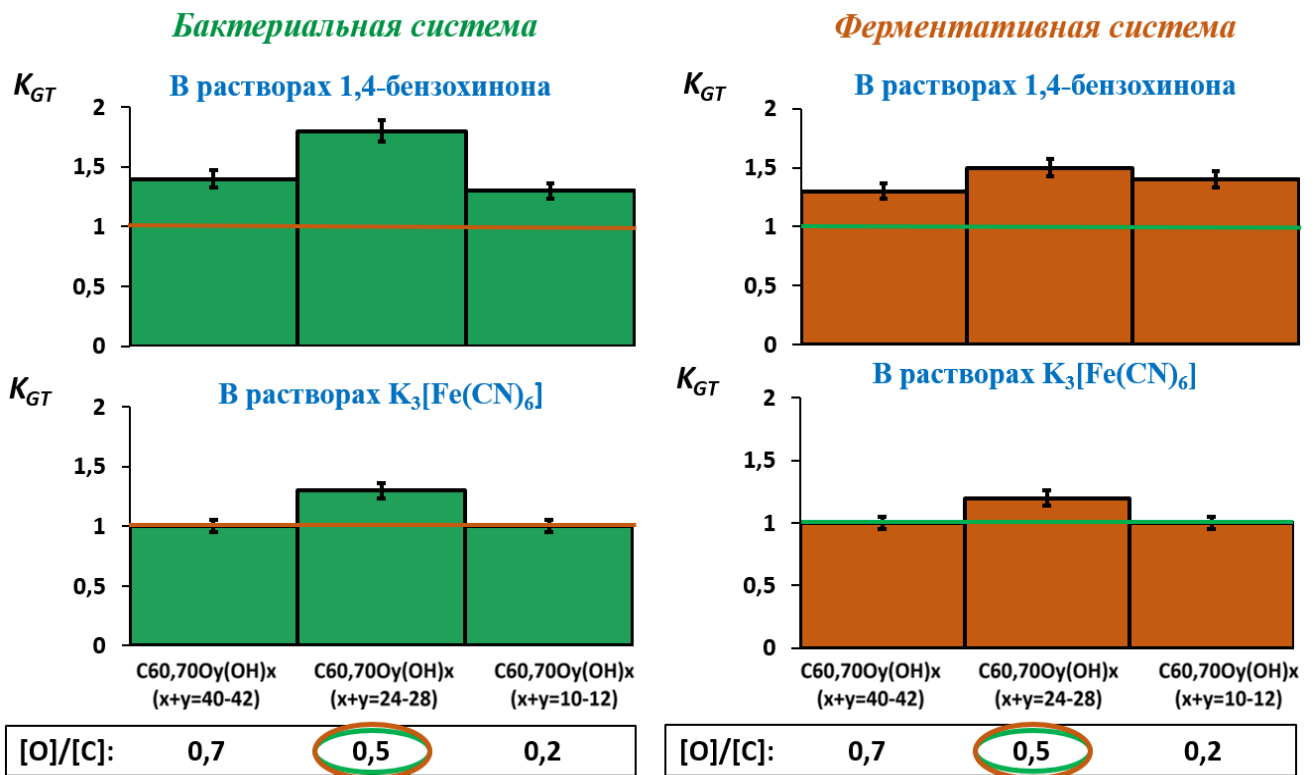 Бактериальная система
K_GT
В растворах 1,4-бензохинона
2
1,5
1
0,5
0
K_GT
В растворах K₃[Fe(CN)₆]
2
1,5
1
0,5
0
C60,70Oy(OH)x C60,70Oy(OH)x C60,70Oy(OH)x
(x+y=40-42) (x+y=24-28) (x+y=10-12)
[O]/[C]: 0,7 0,5 0,2
Ферментативная система
K_GT
В растворах 1,4-бензохинона
2
1,5
1
0,5
0
K_GT
В растворах K₃[Fe(CN)₆]
2
1,5
1
0,5
0
C60,70Oy(OH)x C60,70Oy(OH)x C60,70Oy(OH)x
(x+y=40-42) (x+y=24-28) (x+y=10-12)
[O]/[C]: 0,7 0,5 0,2